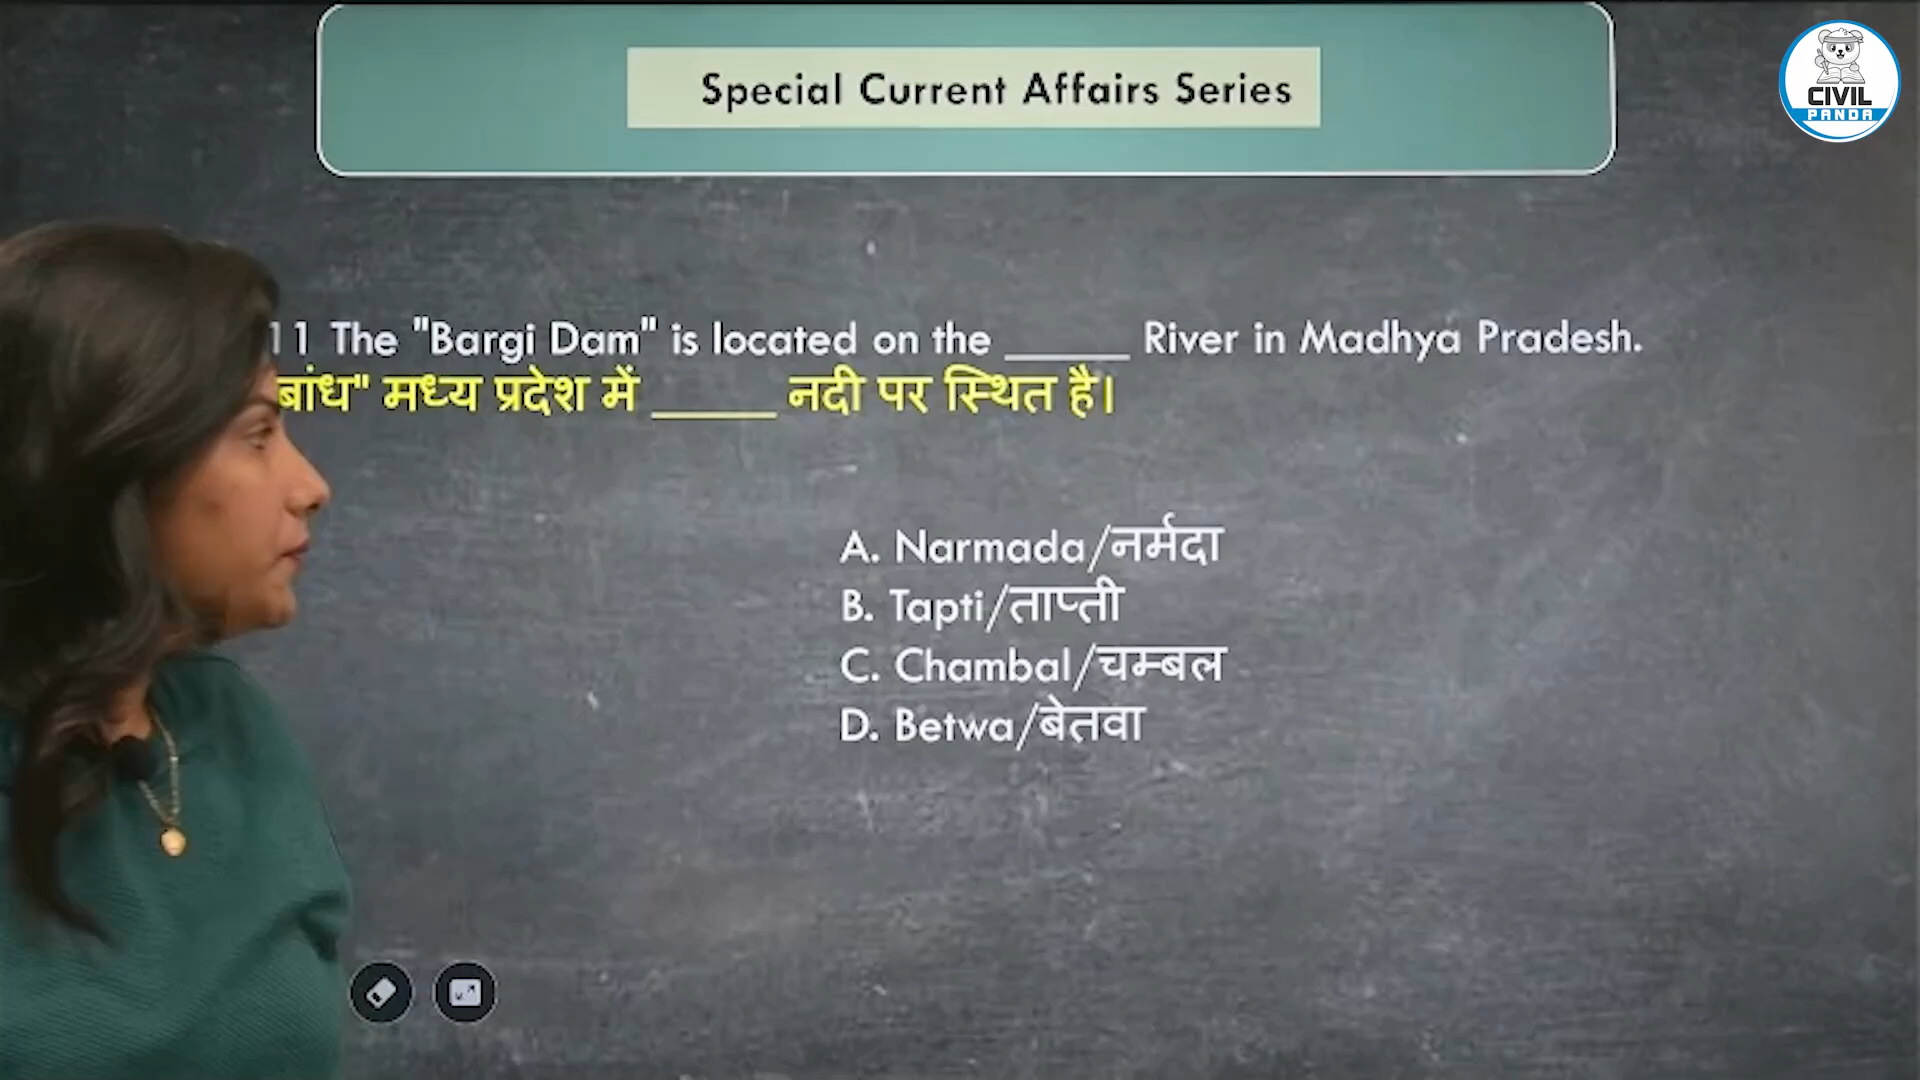 Special Current Affairs Series
CIVIL
PANDA
11 The "Bargi Dam" is located on the _____ River in Madhya Pradesh.
बांध" मध्य प्रदेश में _____ नदी पर स्थित है।
A. Narmada/नर्मदा
B. Tapti/ताप्ती
C. Chambal/चम्बल
D. Betwa/बेतवा